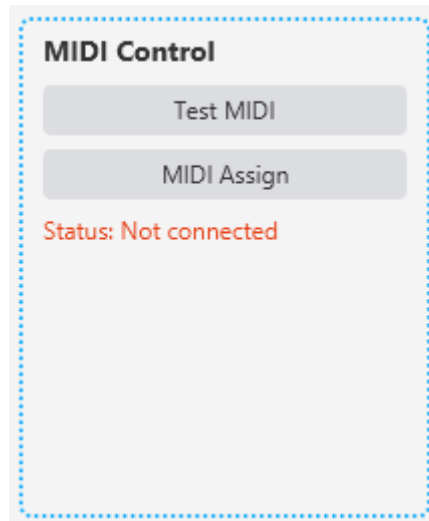 MIDI Control
Test MIDI
MIDI Assign
Status: Not connected